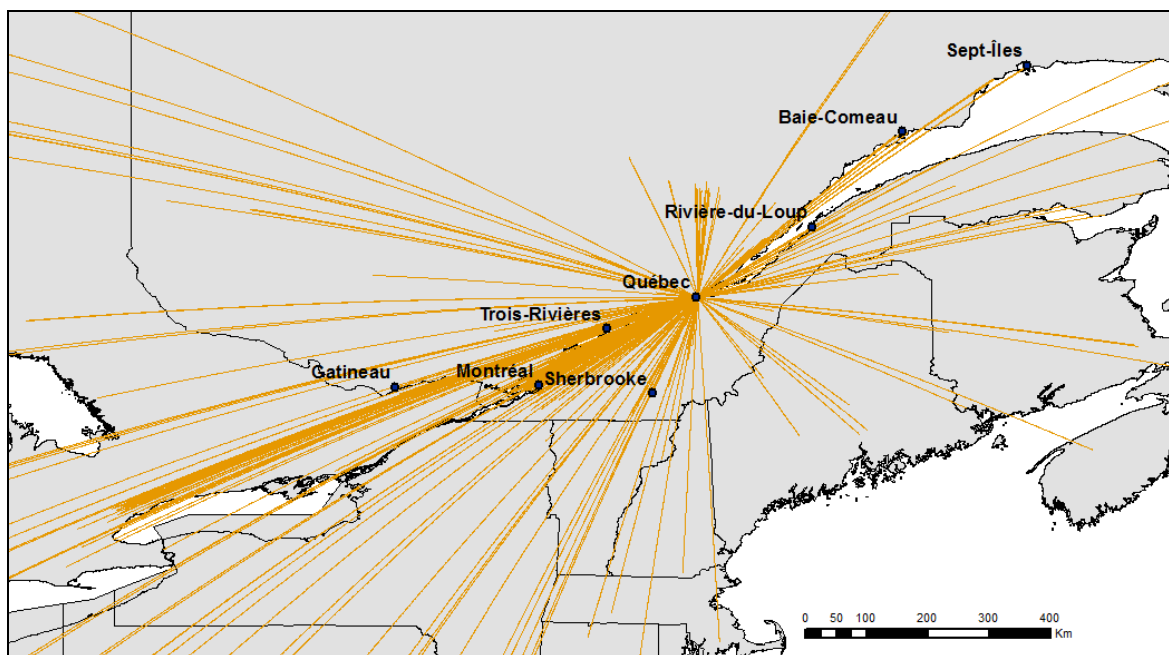 Sept-Îles
Baie-Comeau
Rivière-du-Loup
Québec
Trois-Rivières
Gatineau
Montréal
Sherbrooke
0 50 100 200 300 400
Km